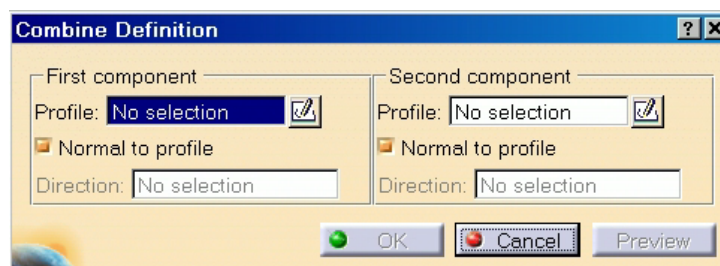 Combine Definition ? X
First component Second component
Profile: No selection Profile: No selection
Normal to profile Normal to profile
Direction: No selection Direction: No selection
OK Cancel Preview